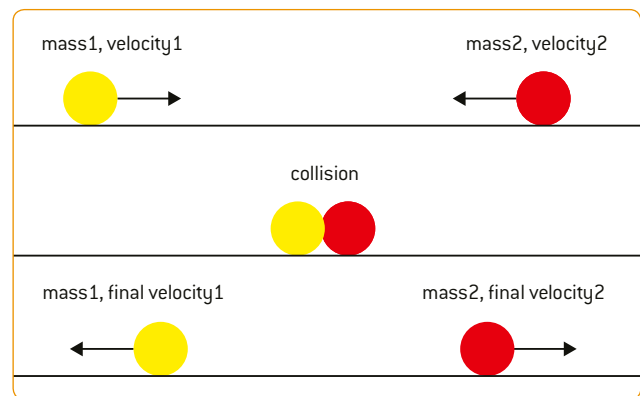 mass1, velocity1
mass2, velocity2
collision
mass1, final velocity1
mass2, final velocity2